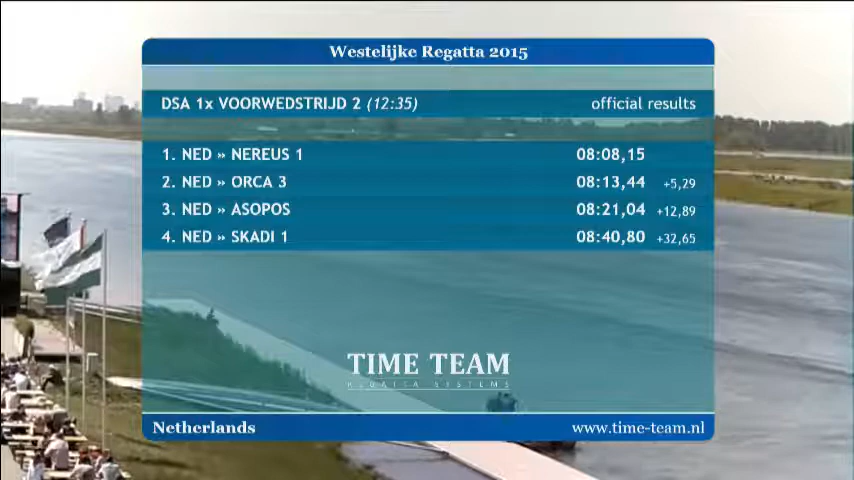 Westelijke Regatta 2015
DSA 1x VOORWEDSTRIJD 2 (12:35) official results
1. NED » NEREUS 1 08:08,15
2. NED » ORCA 3 08:13,44 +5,29
3. NED » ASOPOS 08:21,04 +12,89
4. NED » SKADI 1 08:40,80 +32,65
TIME TEAM
REGATTA SYSTEMS
Netherlands www.time-team.nl